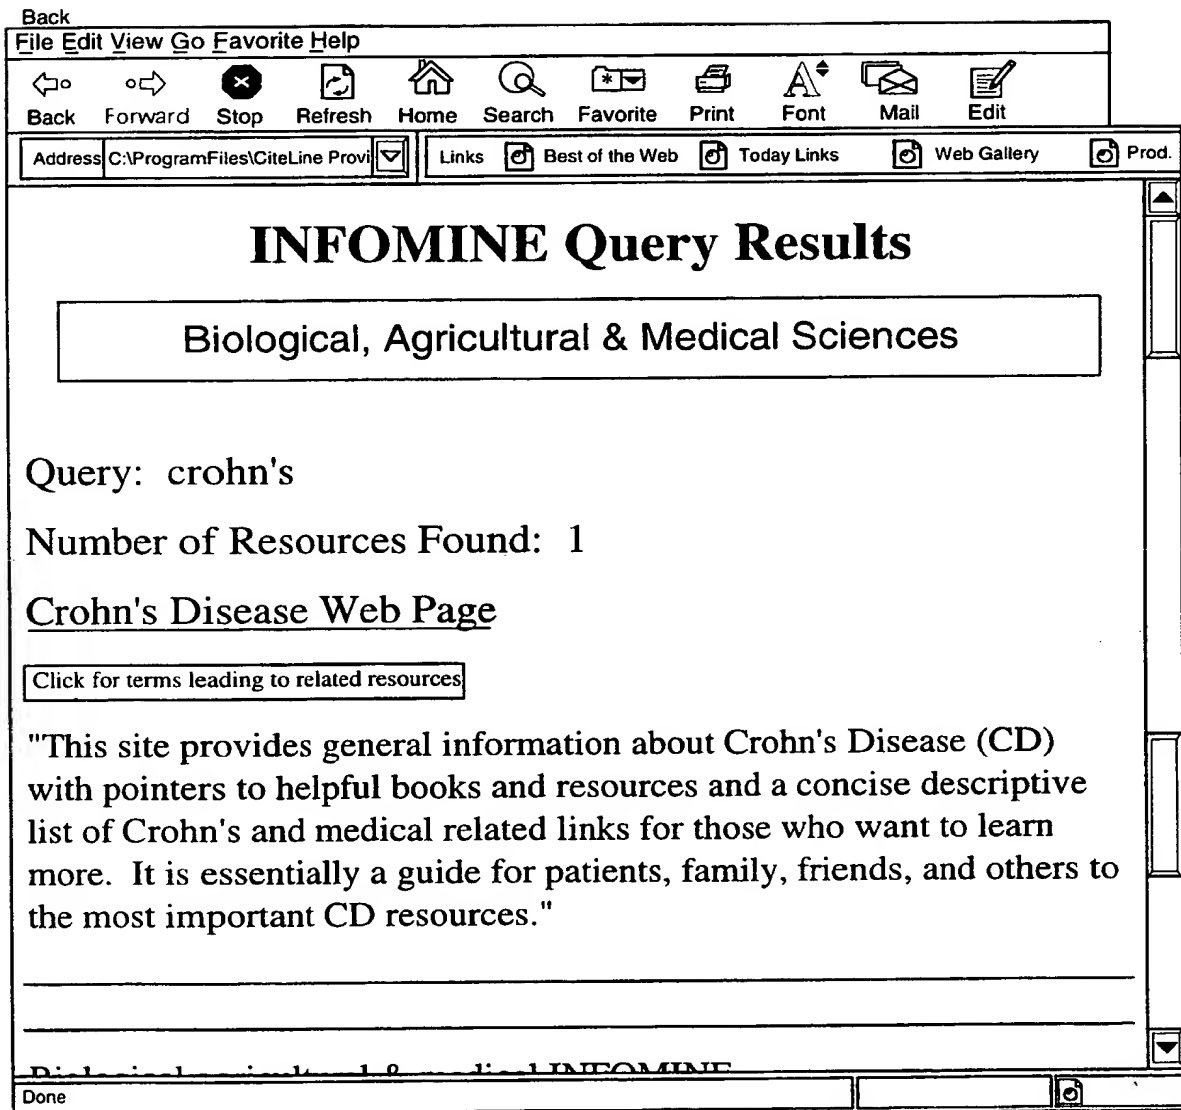 Back
File Edit View Go Favorite Help
Back Forward Stop Refresh Home Search Favorite Print Font Mail Edit
Address C:\ProgramFiles\CiteLine Provi Links Best of the Web Today Links Web Gallery Prod.
INFOMINE Query Results
Biological, Agricultural & Medical Sciences
Query: crohn's
Number of Resources Found: 1
Crohn's Disease Web Page
Click for terms leading to related resources
"This site provides general information about Crohn's Disease (CD)
with pointers to helpful books and resources and a concise descriptive
list of Crohn's and medical related links for those who want to learn
more. It is essentially a guide for patients, family, friends, and others to
the most important CD resources."
Biological, agricultural & medical INFOMINE
Done